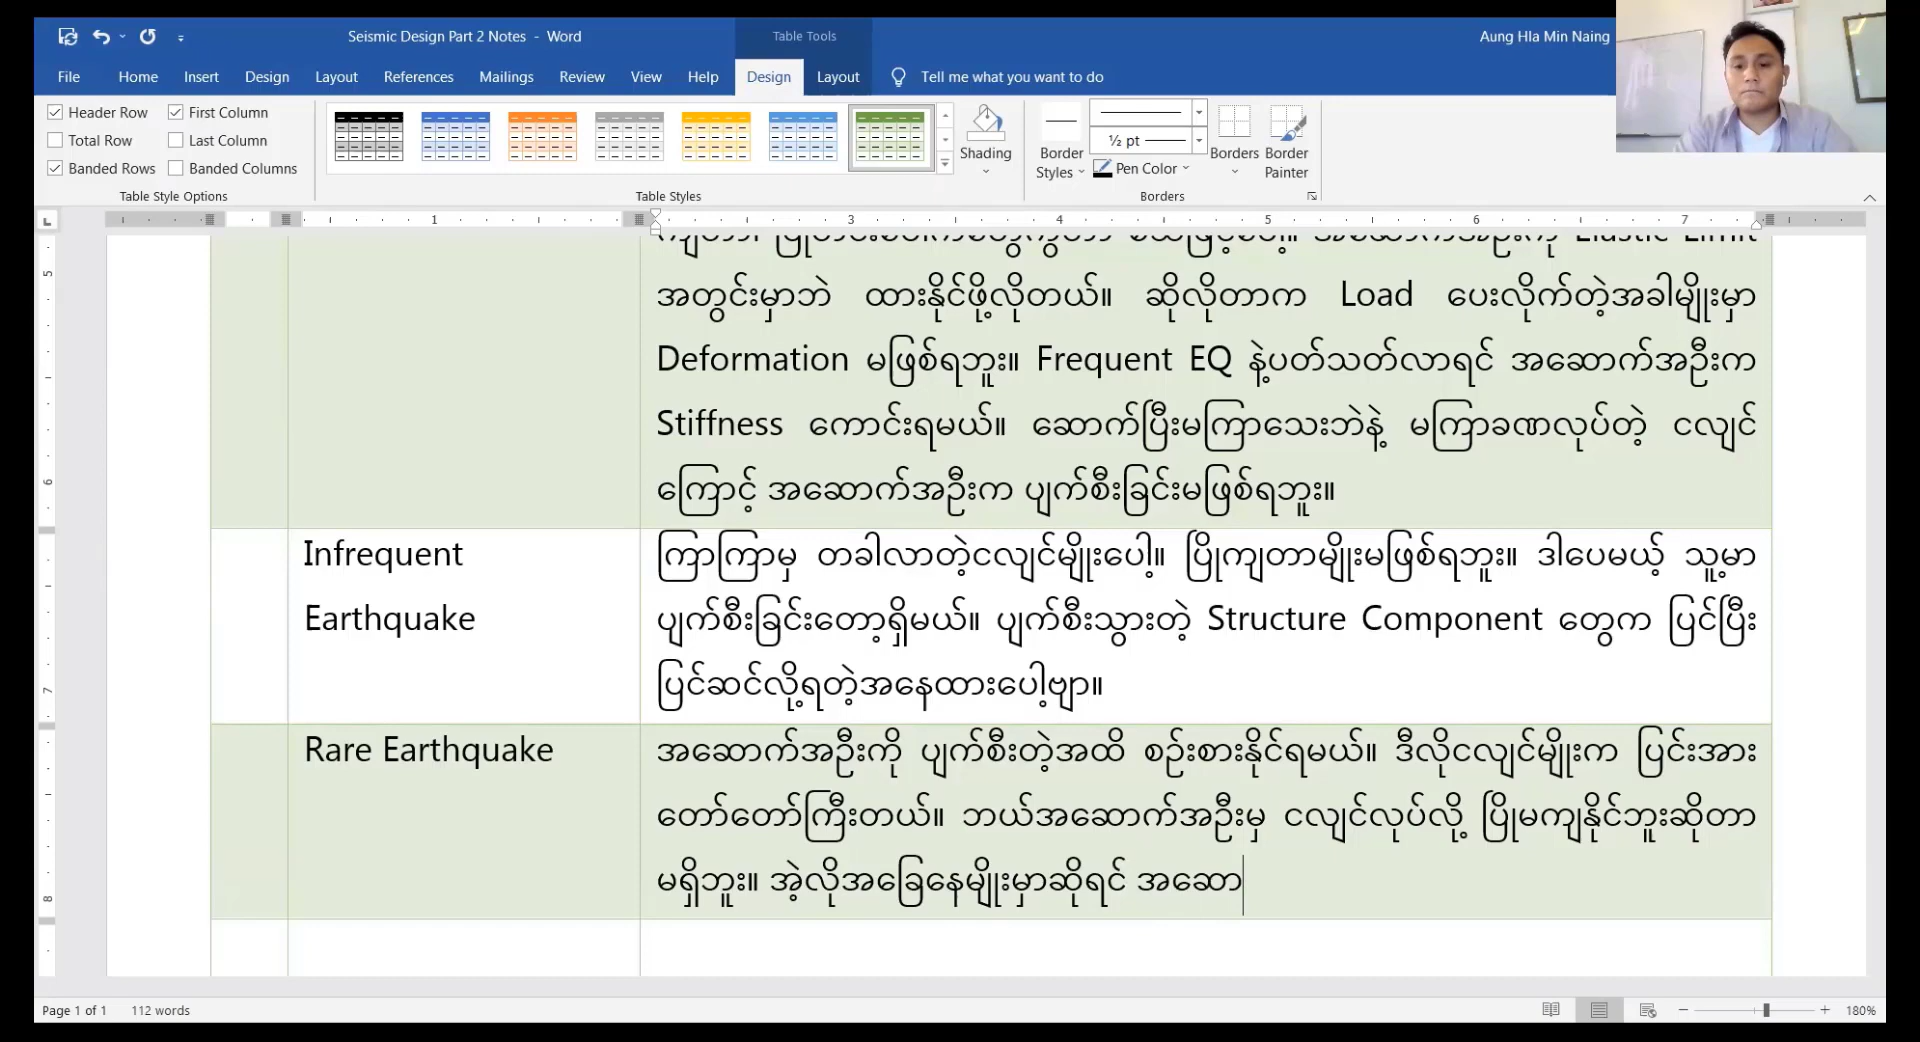 Seismic Design Part 2 Notes - Word
Table Tools
Aung Hla Min Naing
File Home Insert Design Layout References Mailings Review View Help Design Layout Tell me what you want to do
Header Row First Column
Total Row Last Column
Banded Rows Banded Columns
Shading
½ pt
Border Styles
Pen Color
Borders
Border Painter
Table Style Options
Table Styles
Borders
1 3 4 5 6 7
5
6
7
8
အတွင်းမှာဘဲ ထားနိုင်ဖို့လိုတယ်။ ဆိုလိုတာက Load ပေးလိုက်တဲ့အခါမျိုးမှာ
Deformation မဖြစ်ရဘူး။ Frequent EQ နဲ့ပတ်သတ်လာရင် အဆောက်အဦးက
Stiffness ကောင်းရမယ်။ ဆောက်ပြီးမကြာသေးဘဲနဲ့ မကြာခဏလုပ်တဲ့ ငလျင်
ကြောင့် အဆောက်အဦးက ပျက်စီးခြင်းမဖြစ်ရဘူး။
Infrequent
Earthquake
ကြာကြာမှ တခါလာတဲ့ငလျင်မျိုးပေါ့။ ပြိုကျတာမျိုးမဖြစ်ရဘူး။ ဒါပေမယ့် သူ့မာ
ပျက်စီးခြင်းတော့ရှိမယ်။ ပျက်စီးသွားတဲ့ Structure Component တွေက ပြင်ပြီး
ပြင်ဆင်လို့ရတဲ့အနေထားပေါ့ဗျာ။
Rare Earthquake
အဆောက်အဦးကို ပျက်စီးတဲ့အထိ စဉ်းစားနိုင်ရမယ်။ ဒီလိုငလျင်မျိုးက ပြင်းအား
တော်တော်ကြီးတယ်။ ဘယ်အဆောက်အဦးမှ ငလျင်လုပ်လို့ ပြိုမကျနိုင်ဘူးဆိုတာ
မရှိဘူး။ အဲ့လိုအခြေနေမျိုးမှာဆိုရင် အဆော
Page 1 of 1 112 words
180%